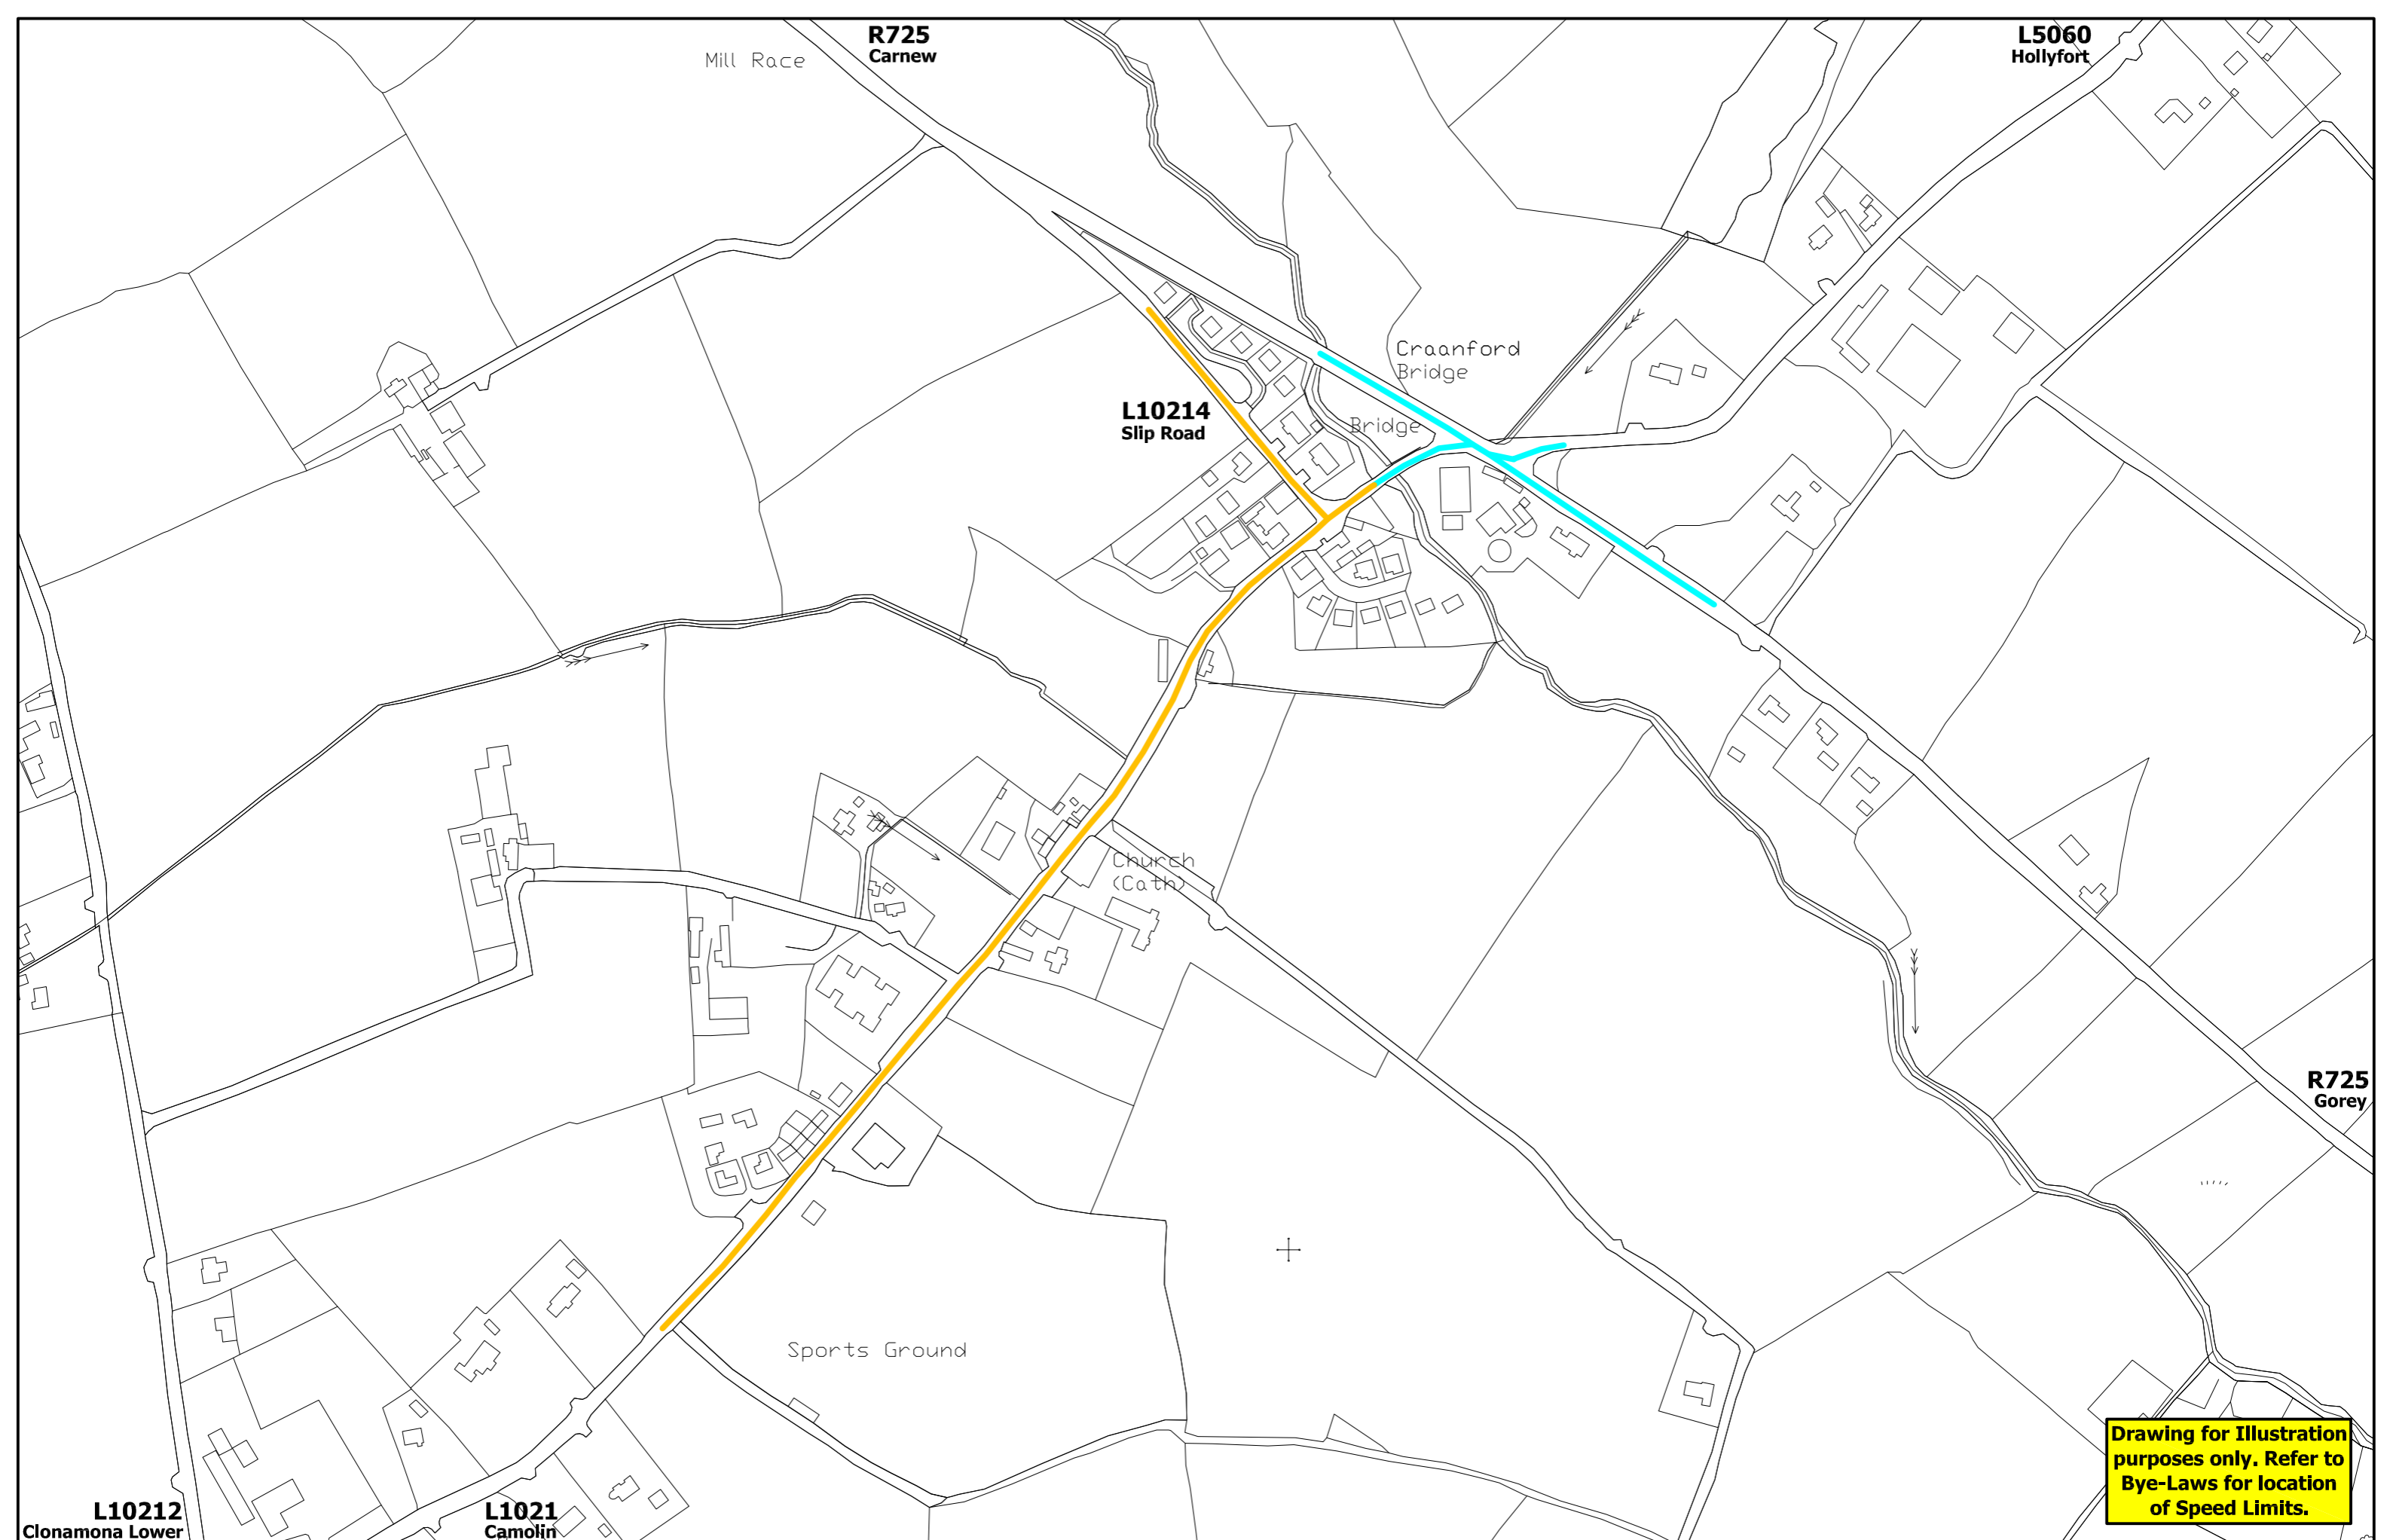 R725
Carnew
Mill Race
L5060
Hollyfort
Craanford
Bridge
L10214
Slip Road
Bridge
Church
(Cath)
R725
Gorey
Sports Ground
L10212
Clonamona Lower
L1021
Camolin
Drawing for Illustration
purposes only. Refer to
Bye-Laws for location
of Speed Limits.